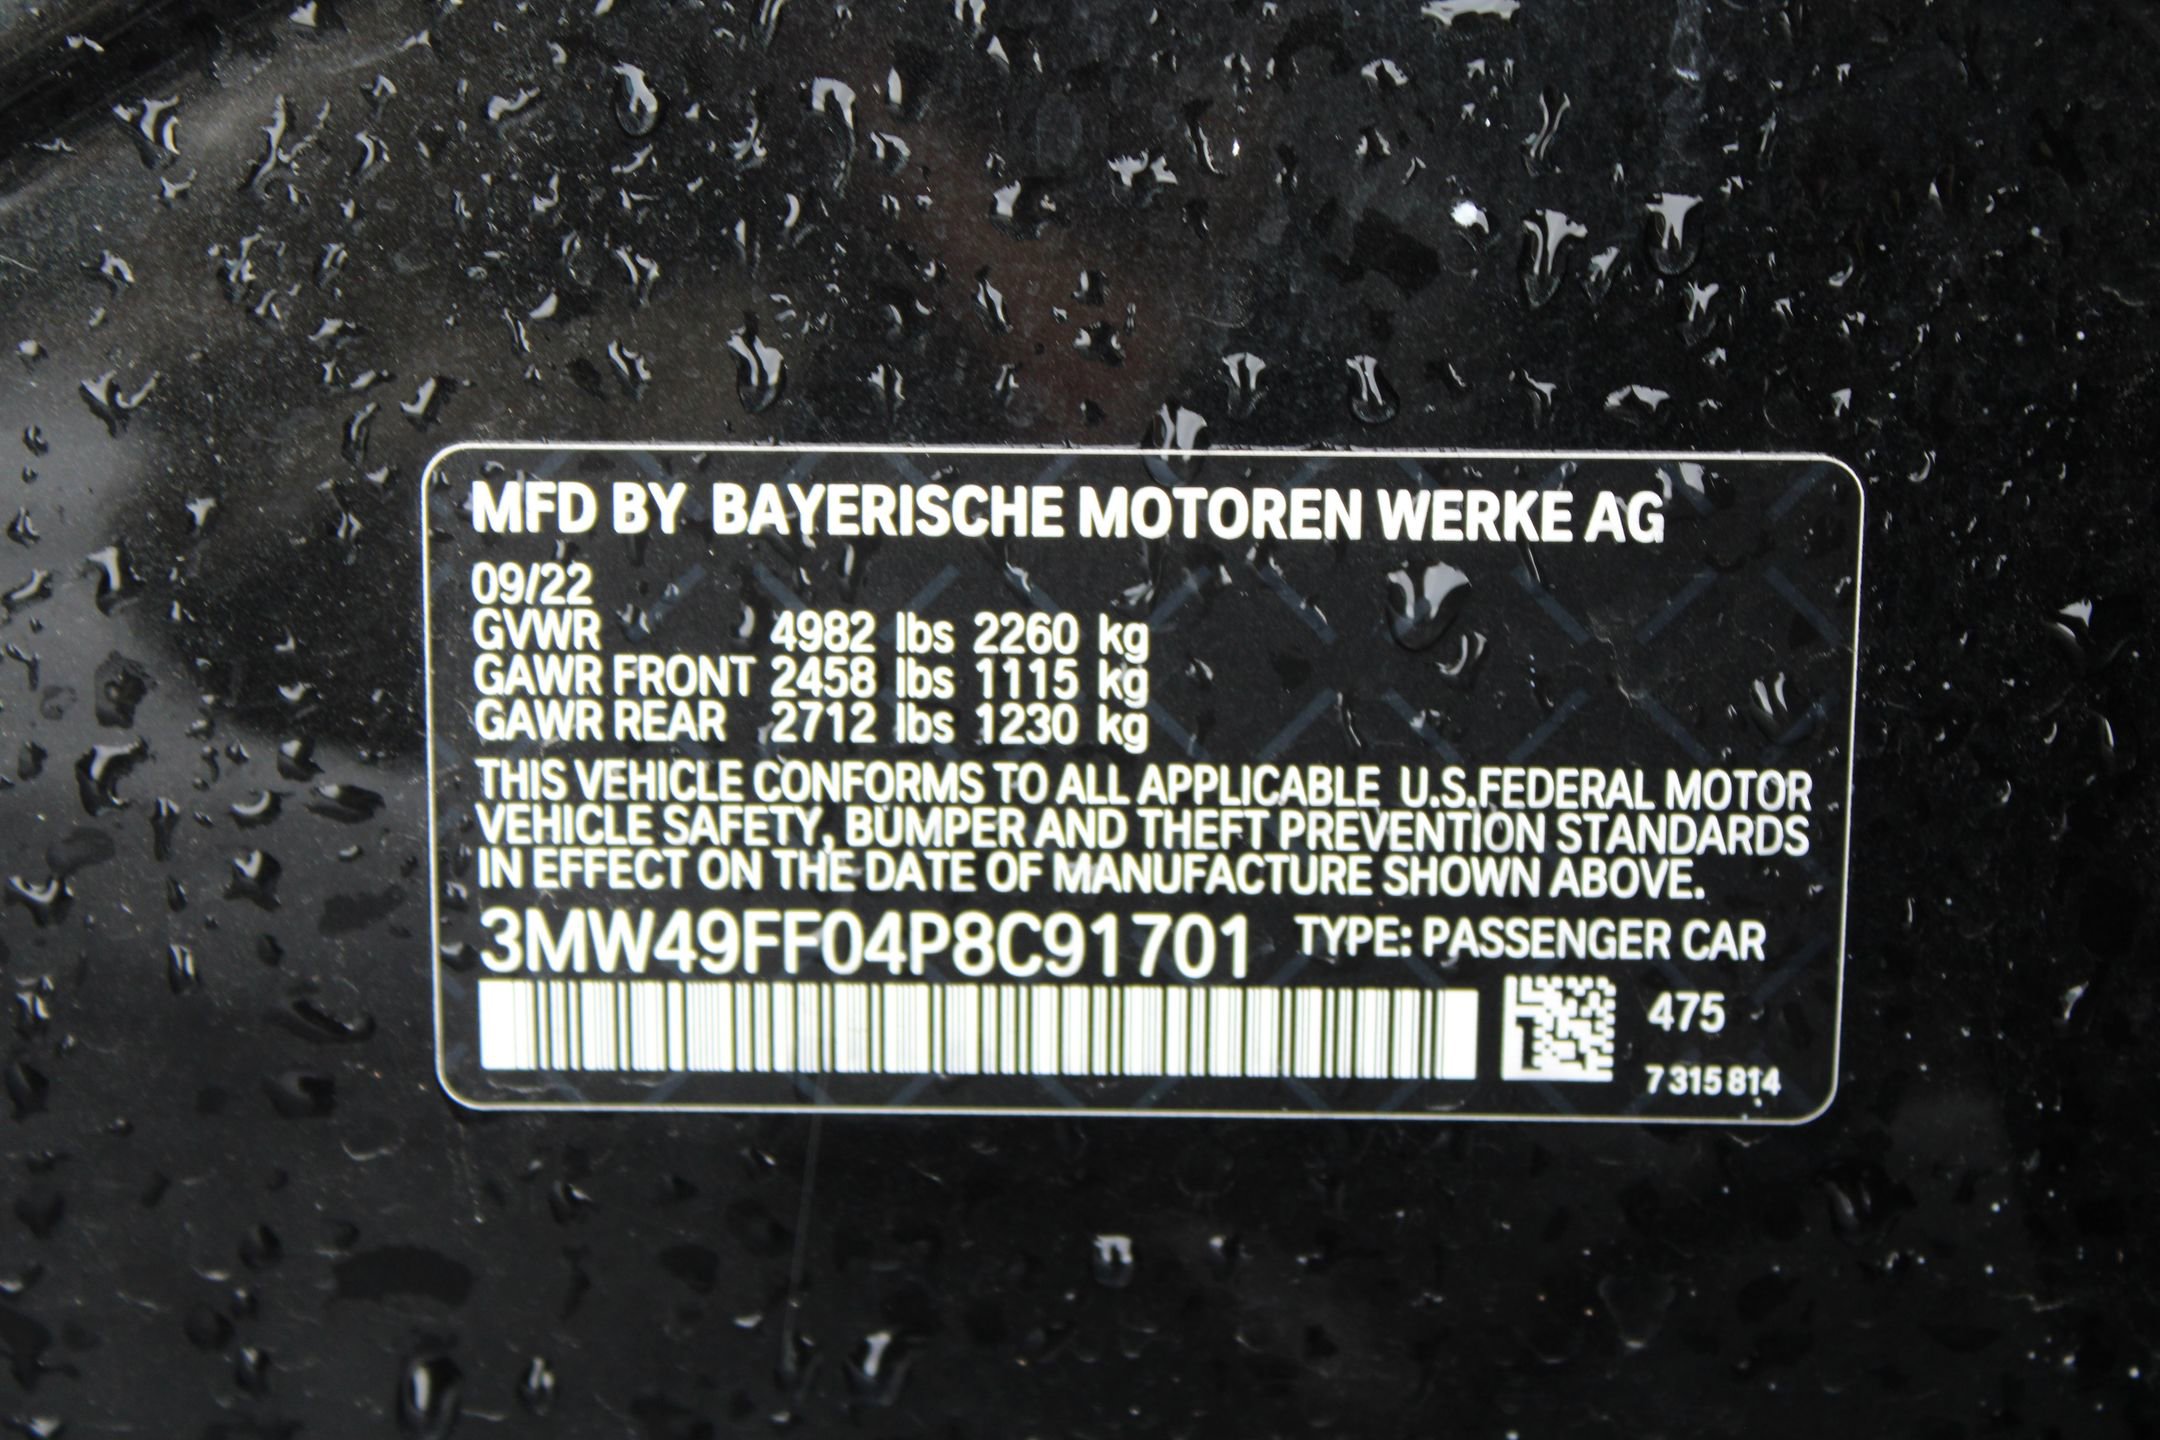 MFD BY BAYERISCHE MOTOREN WERKE AG
09/22
GVWR 4982 lbs 2260 kg
GAWR FRONT 2458 lbs 1115 kg
GAWR REAR 2712 lbs 1230 kg
THIS VEHICLE CONFORMS TO ALL APPLICABLE U.S.FEDERAL MOTOR
VEHICLE SAFETY, BUMPER AND THEFT PREVENTION STANDARDS
IN EFFECT ON THE DATE OF MANUFACTURE SHOWN ABOVE.
3MW49FF04P8C91701 TYPE: PASSENGER CAR
475
7 315 814